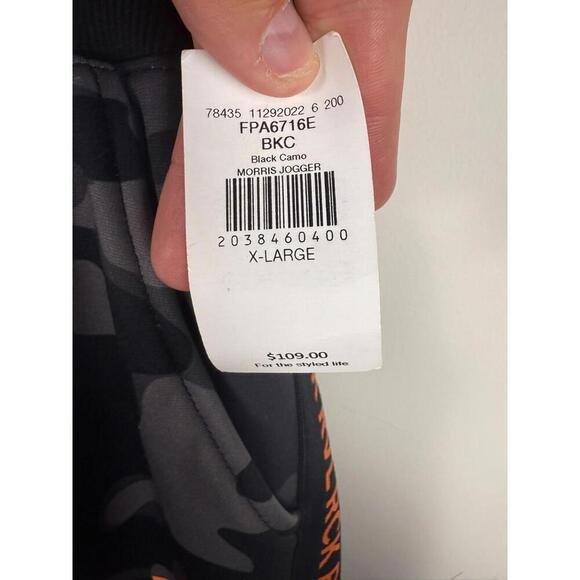 78435 11292022 6 200
FPA6716E
BKC
Black Camo
MORRIS JOGGER
2038460400
X-LARGE
$109.00
For the styled life